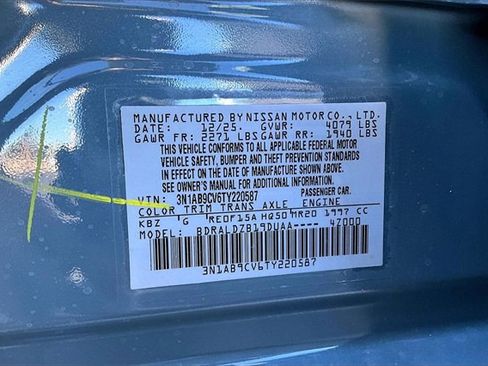 MANUFACTURED BY NISSAN MOTOR CO., LTD.
DATE: 12/25. GVWR: 4079 LBS
GAWR FR: 2271 LBS GAWR RR: 1940 LBS
THIS VEHICLE CONFORMS TO ALL APPLICABLE FEDERAL MOTOR
VEHICLE SAFETY, BUMPER AND THEFT PREVENTION STANDARDS
IN EFFECT ON THE DATE OF MANUFACTURE SHOWN ABOVE.
*SEE OWNER'S MANUAL FOR ADDITIONAL INFORMATION.
VIN: 3N1AB9CV6TY220587 PASSENGER CAR.
COLOR TRIM TRANS AXLE ENGINE
KBZ G RE0F15A HQ50 MR20 1997 CC
MODEL: BDRALDZB19DUAA---- 4Z000
3N1AB9CV6TY220587